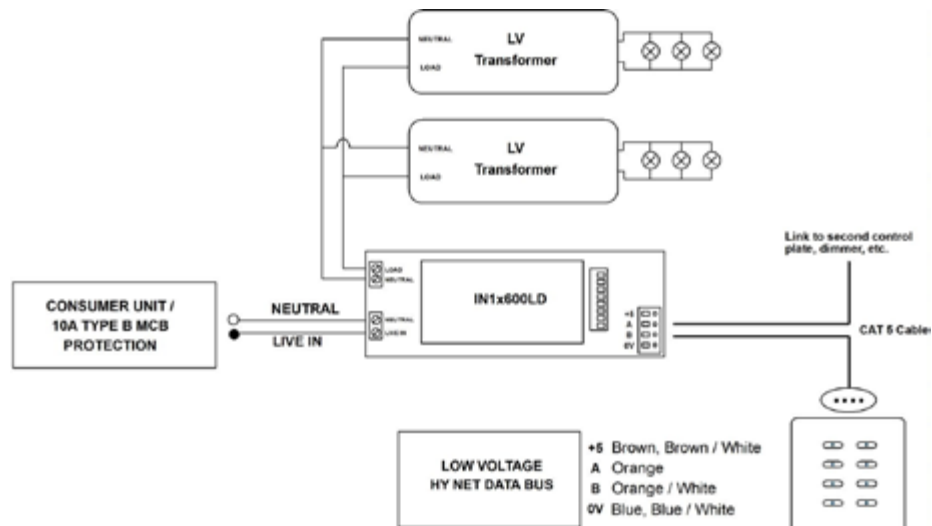 NEUTRAL
LV
Transformer
LOAD
NEUTRAL
LV
Transformer
LOAD
Link to second control
plate, dimmer, etc.
LOAD
NEUTRAL
IN1x600LD
CONSUMER UNIT /
10A TYPE B MCB
PROTECTION
NEUTRAL
LIVE IN
NEUTRAL
LIVE IN
+5
A
B
0V
CAT 5 Cable
LOW VOLTAGE
HY NET DATA BUS
+5 Brown, Brown / White
A Orange
B Orange / White
0V Blue, Blue / White